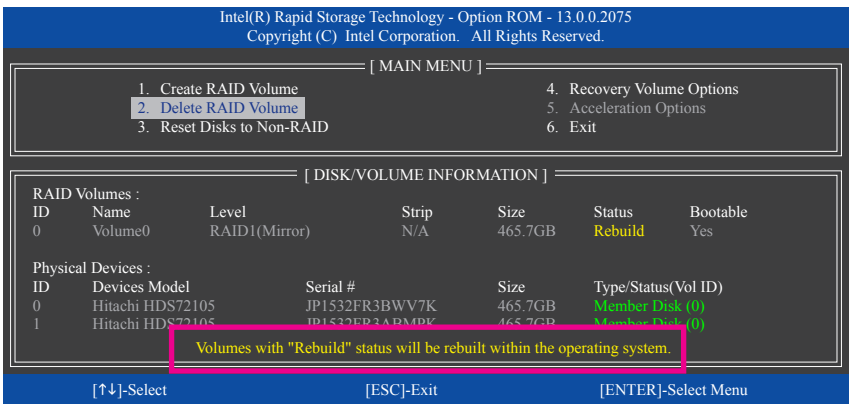 Intel(R) Rapid Storage Technology - Option ROM - 13.0.0.2075
Copyright (C) Intel Corporation. All Rights Reserved.
[ MAIN MENU ]
1. Create RAID Volume 4. Recovery Volume Options
2. Delete RAID Volume 5. Acceleration Options
3. Reset Disks to Non-RAID 6. Exit
[ DISK/VOLUME INFORMATION ]
RAID Volumes :
ID Name Level Strip Size Status Bootable
0 Volume0 RAID1(Mirror) N/A 465.7GB Rebuild Yes
Physical Devices :
ID Devices Model Serial # Size Type/Status(Vol ID)
0 Hitachi HDS72105 JP1532FR3BWV7K 465.7GB Member Disk (0)
1 Hitachi HDS72105 JP1532FR3ABMPK 465.7GB Member Disk (0)
Volumes with "Rebuild" status will be rebuilt within the operating system.
[↑↓]-Select [ESC]-Exit [ENTER]-Select Menu